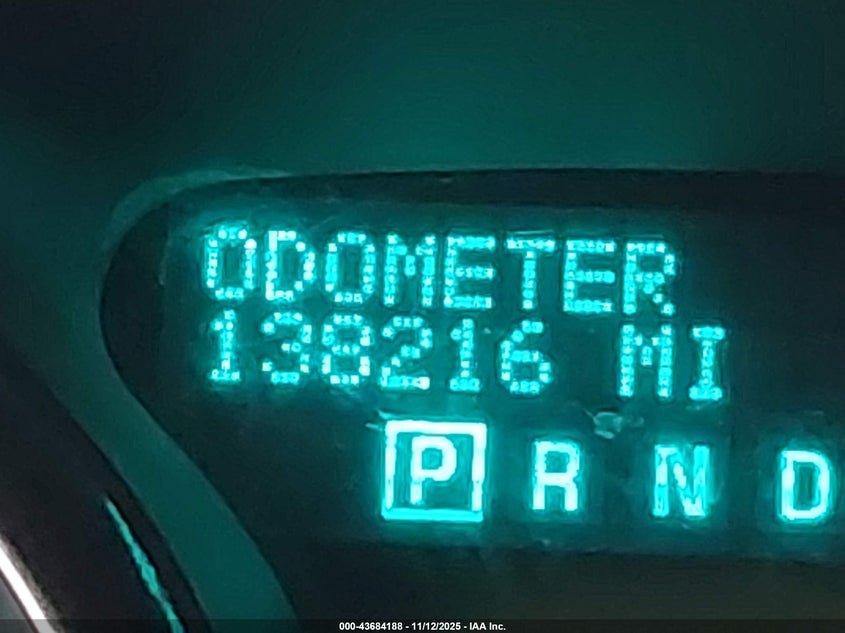 ODOMETER
138216 MI
P R N D
000-43684188 - 11/12/2025 - IAA Inc.